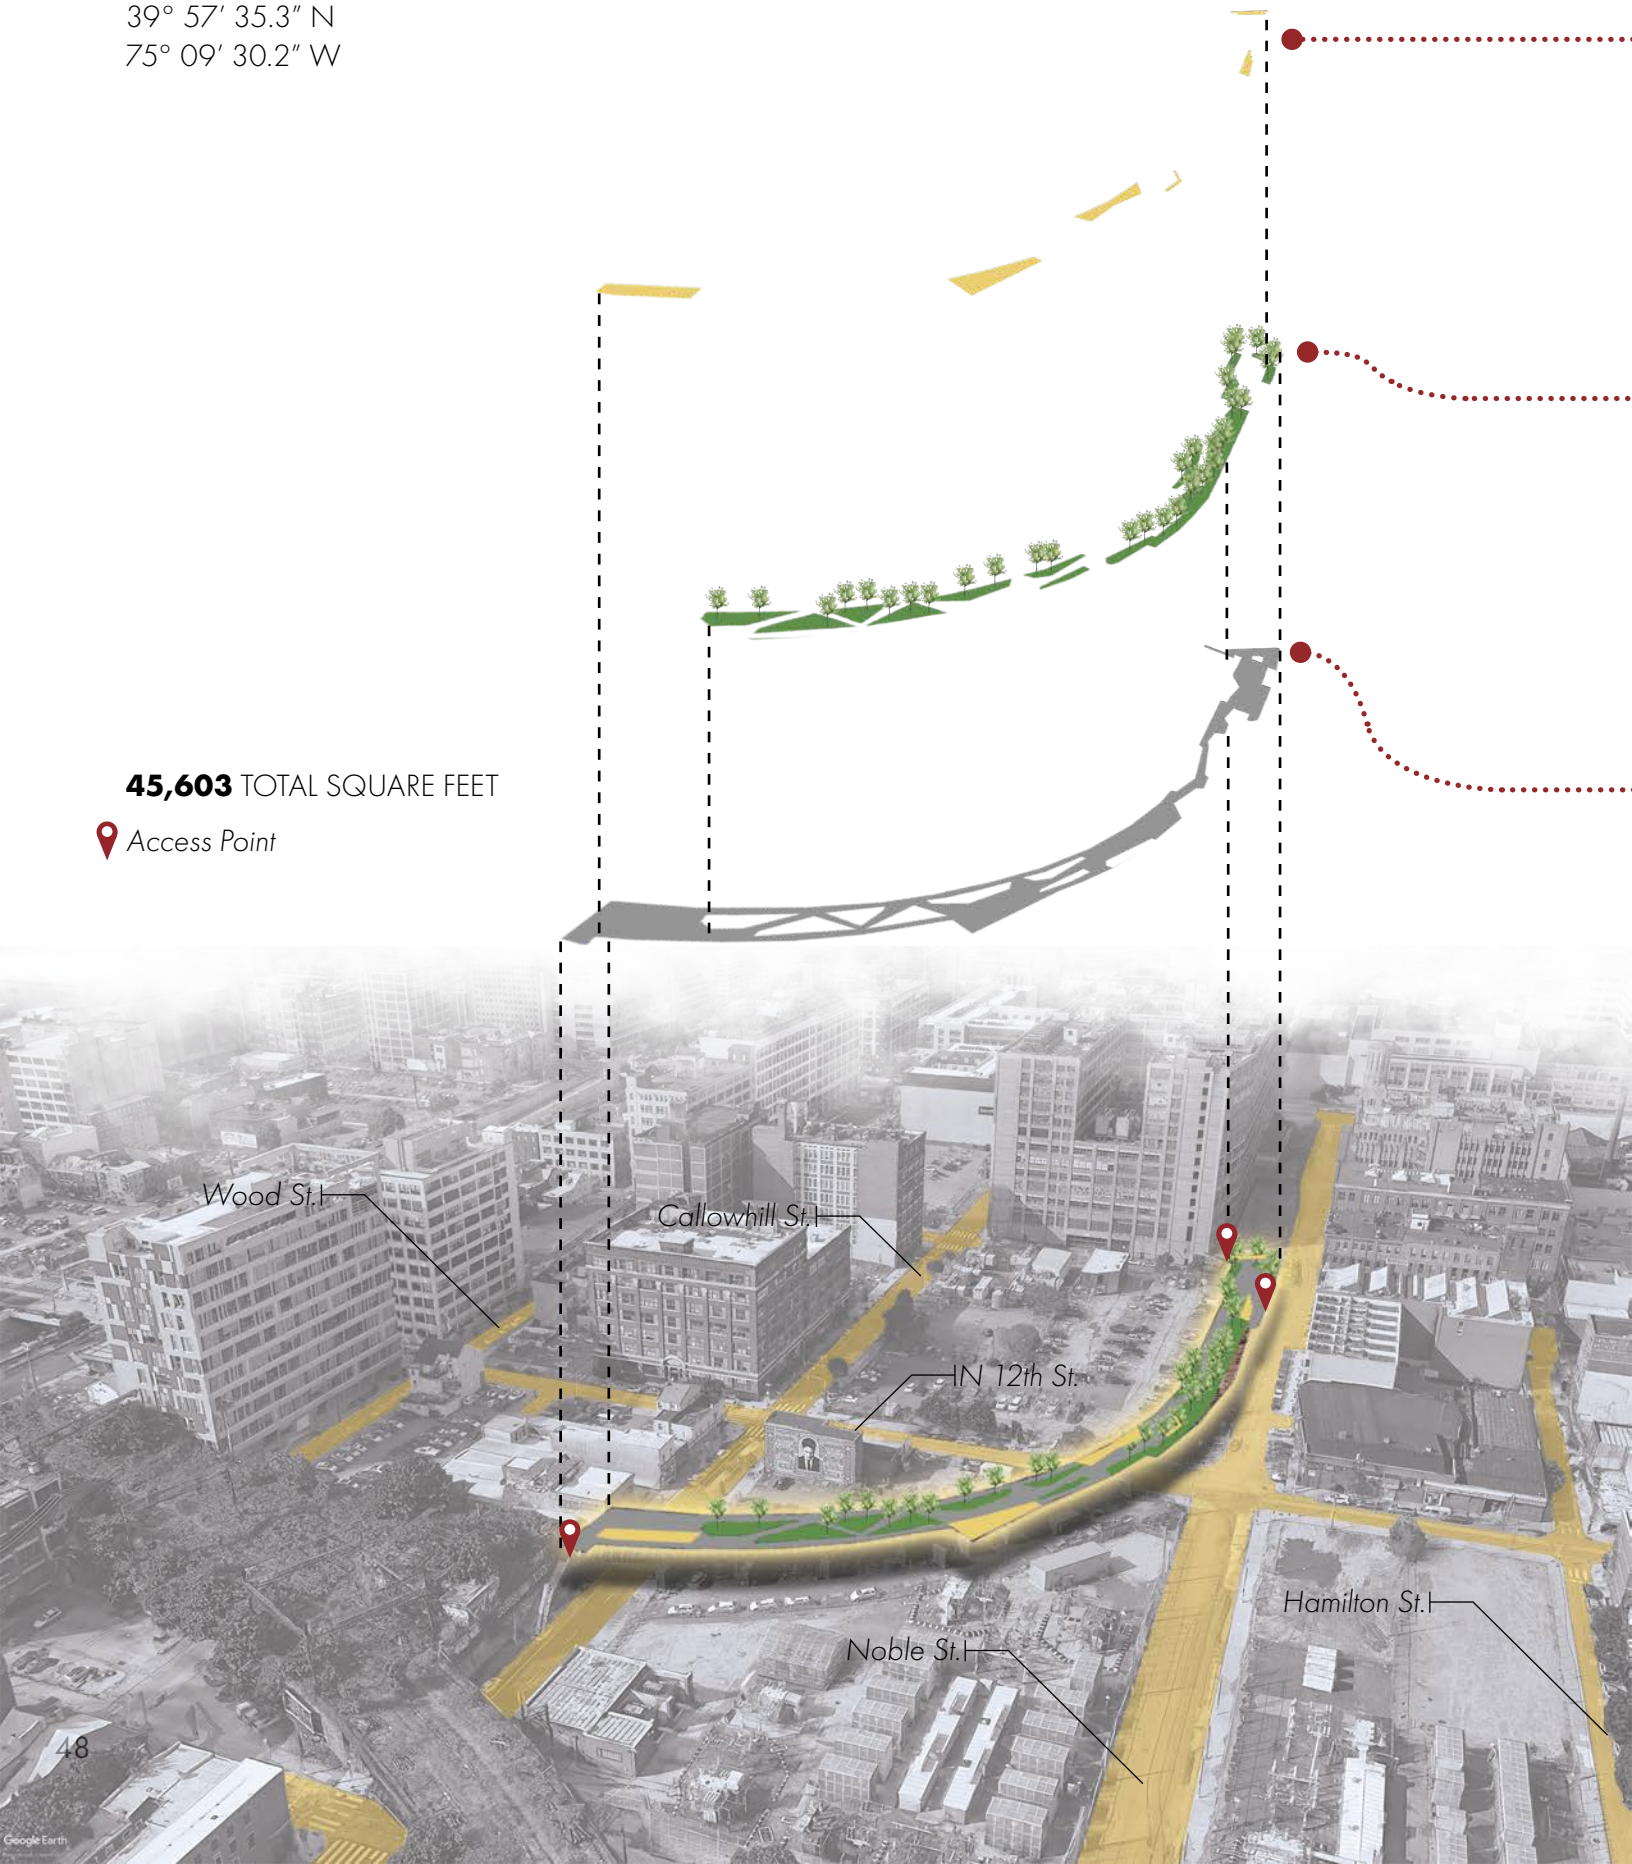 39° 57’ 35.3” N
75° 09’ 30.2” W
45,603 TOTAL SQUARE FEET
Access Point
Wood St.
Callowhill St.
N 12th St.
Hamilton St.
Noble St.
48
Google Earth